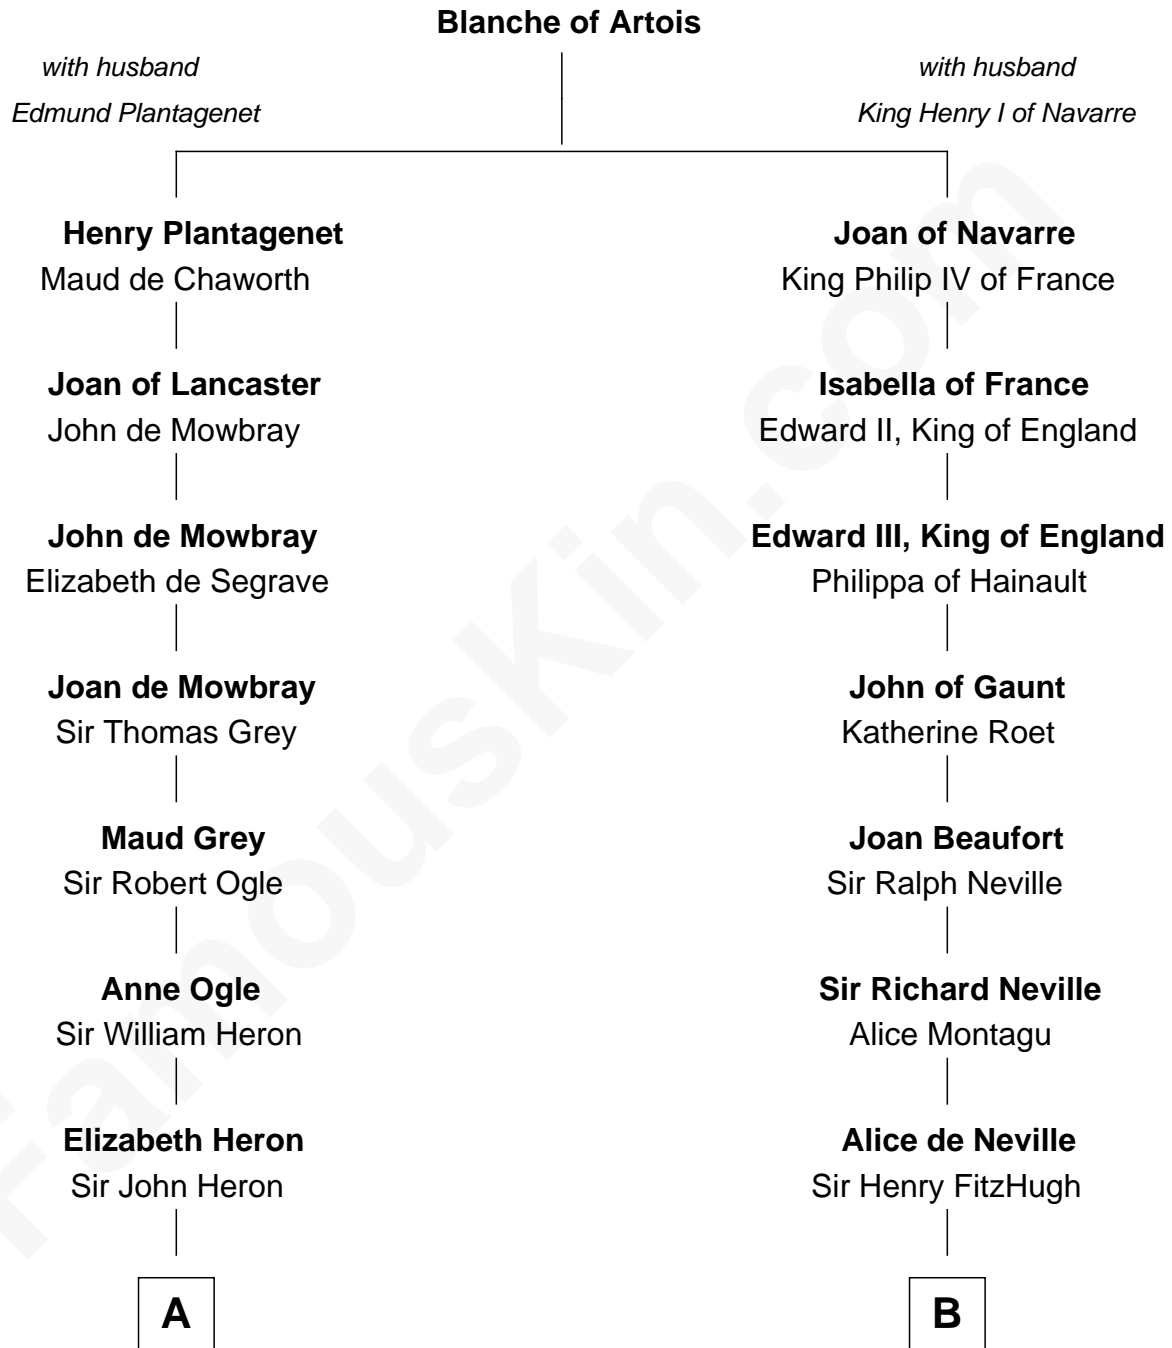 Blanche of Artois
with husband
Edmund Plantagenet
with husband
King Henry I of Navarre
Henry Plantagenet
Maud de Chaworth
Joan of Navarre
King Philip IV of France
Joan of Lancaster
John de Mowbray
Isabella of France
Edward II, King of England
John de Mowbray
Elizabeth de Segrave
Edward III, King of England
Philippa of Hainault
Joan de Mowbray
Sir Thomas Grey
John of Gaunt
Katherine Roet
Maud Grey
Sir Robert Ogle
Joan Beaufort
Sir Ralph Neville
Anne Ogle
Sir William Heron
Sir Richard Neville
Alice Montagu
Elizabeth Heron
Sir John Heron
Alice de Neville
Sir Henry FitzHugh
A
B
FamousKin.com